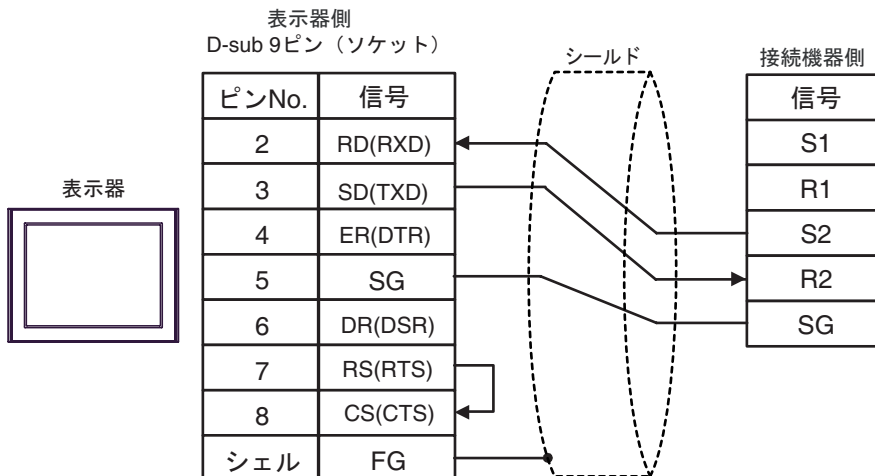 表示器側
D-sub 9ピン（ソケット）
シールド
接続機器側
表示器
ピンNo. 信号
2 RD(RXD)
3 SD(TXD)
4 ER(DTR)
5 SG
6 DR(DSR)
7 RS(RTS)
8 CS(CTS)
シェル FG
信号
S1
R1
S2
R2
SG